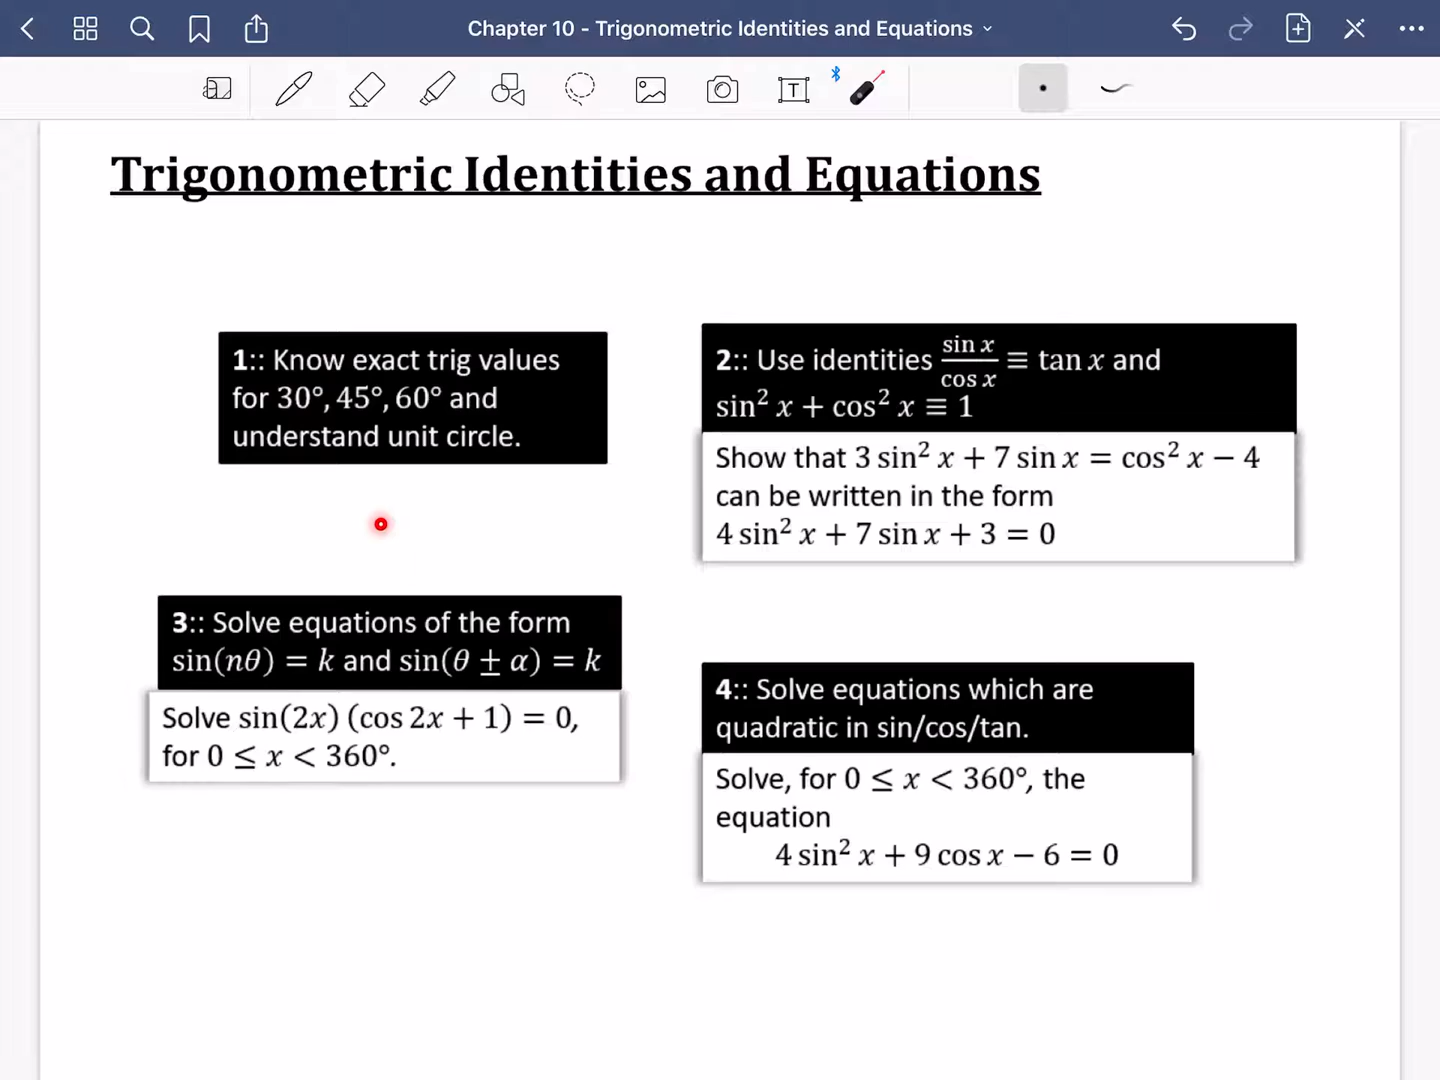 Chapter 10 - Trigonometric Identities and Equations
a
T
Trigonometric Identities and Equations
1:: Know exact trig values
for 30°, 45°, 60° and
understand unit circle.
2:: Use identities sin x / cos x ≡ tan x and
sin² x + cos² x ≡ 1
Show that 3 sin² x + 7 sin x = cos² x − 4
can be written in the form
4 sin² x + 7 sin x + 3 = 0
3:: Solve equations of the form
sin(nθ) = k and sin(θ ± α) = k
Solve sin(2x) (cos 2x + 1) = 0,
for 0 ≤ x < 360°.
4:: Solve equations which are
quadratic in sin/cos/tan.
Solve, for 0 ≤ x < 360°, the
equation
4 sin² x + 9 cos x − 6 = 0